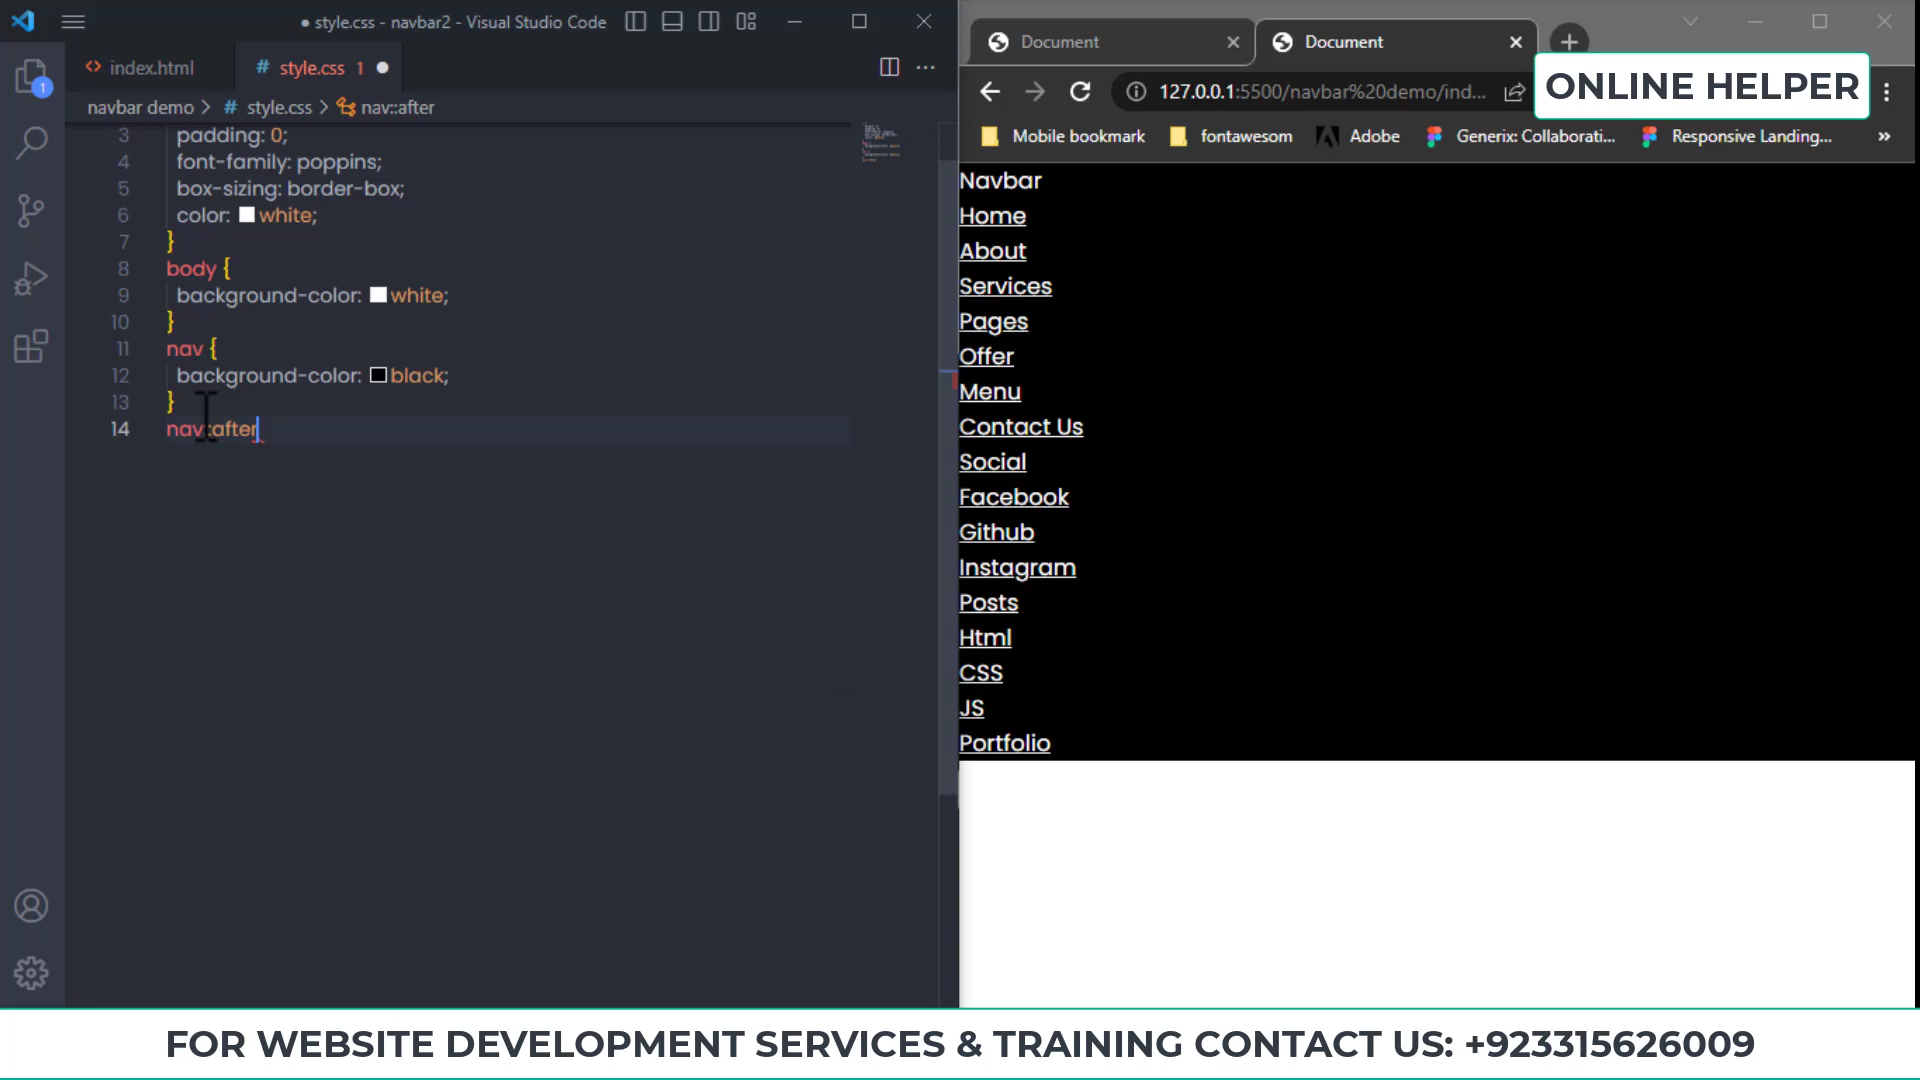 style.css - navbar2 - Visual Studio Code
index.html
# style.css 1
navbar demo > # style.css > nav::after
3 padding: 0;
4 font-family: poppins;
5 box-sizing: border-box;
6 color: white;
7 }
8 body {
9 background-color: white;
10 }
11 nav {
12 background-color: black;
13 }
14 nav::after
1
Document
Document
127.0.0.1:5500/navbar%20demo/ind...
ONLINE HELPER
Mobile bookmark
fontawesom
Adobe
Generix: Collaborati...
Responsive Landing...
»
Navbar
Home
About
Services
Pages
Offer
Menu
Contact Us
Social
Facebook
Github
Instagram
Posts
Html
CSS
JS
Portfolio
FOR WEBSITE DEVELOPMENT SERVICES & TRAINING CONTACT US: +923315626009